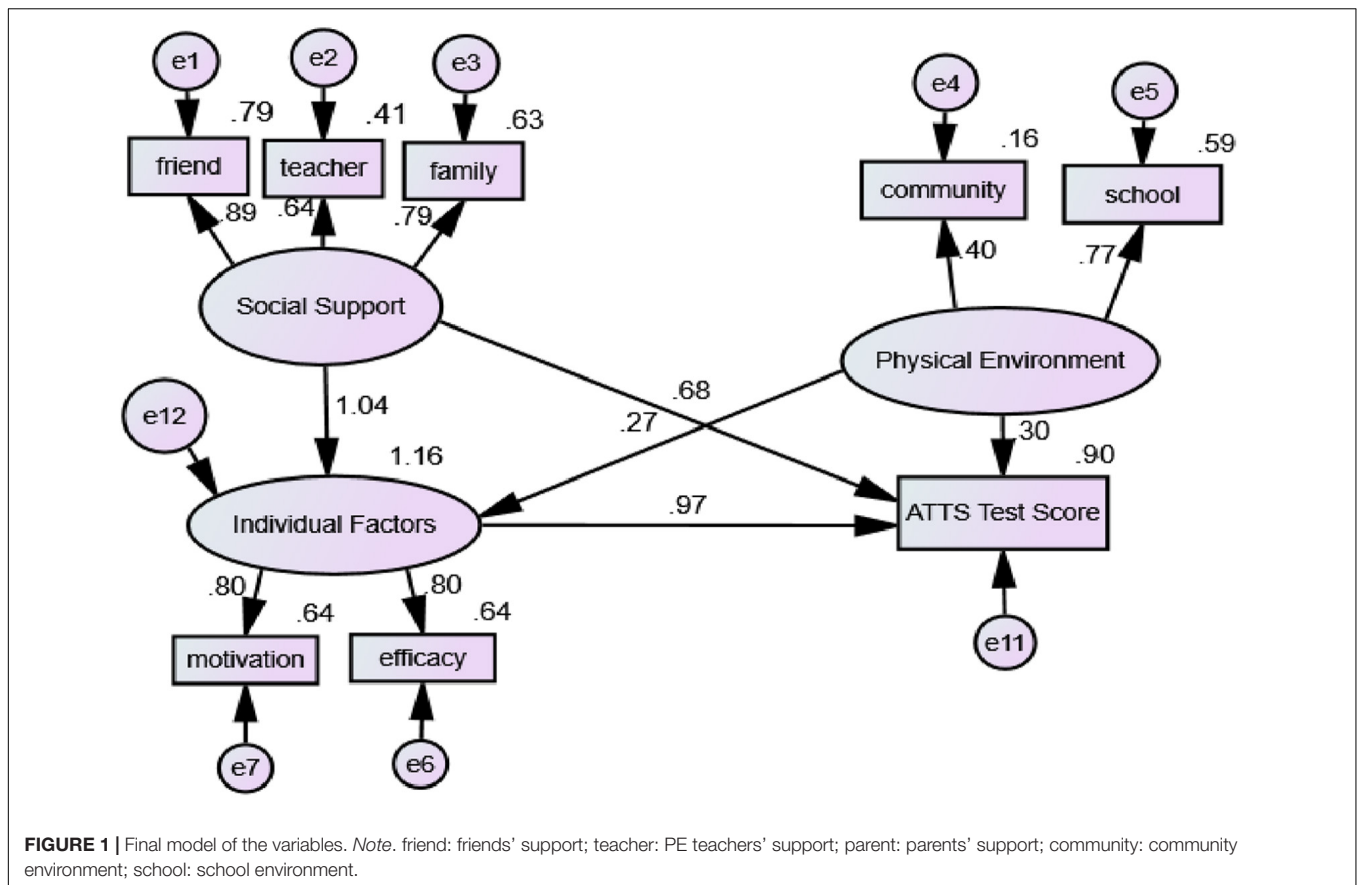 e1 e2 e3 e4 e5
.79 .41 .63 .16 .59
friend teacher family community school
.89 .64 .79 .40 .77
Social Support
Physical Environment
1.04 .68
.27
.30
e12
1.16 .90
Individual Factors .97 ATTS Test Score
.80 .80
.64 .64
motivation efficacy e11
e7 e6
FIGURE 1 | Final model of the variables. Note. friend: friends’ support; teacher: PE teachers’ support; parent: parents’ support; community: community
environment; school: school environment.